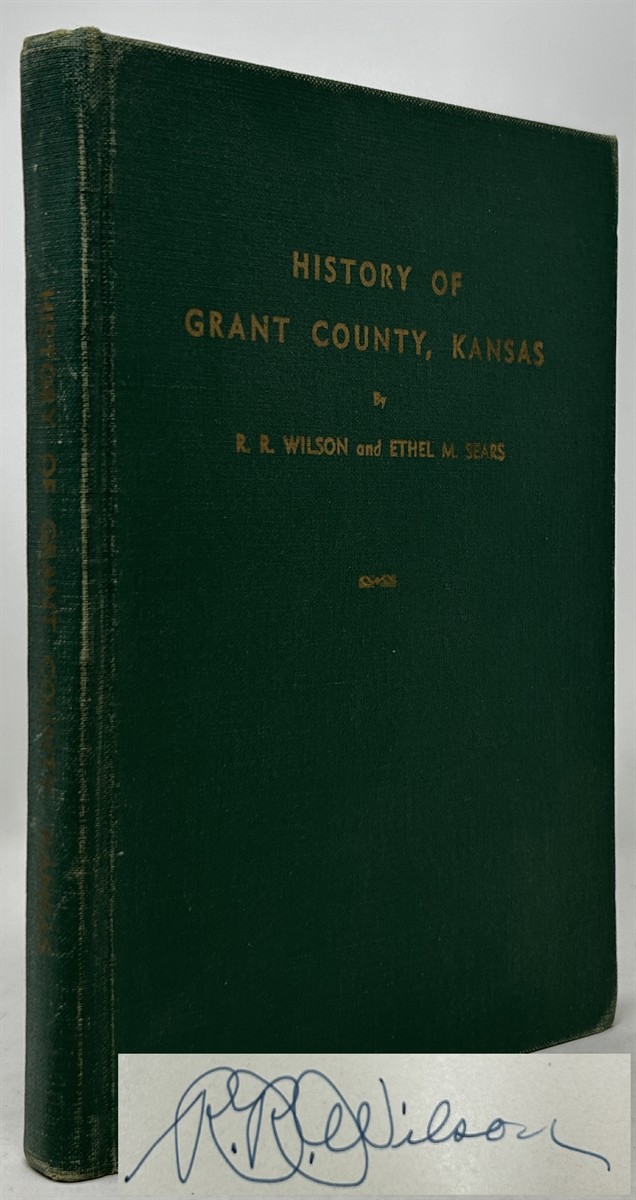 HISTORY OF
GRANT COUNTY, KANSAS
By
R. R. WILSON and ETHEL M. SEARS
HISTORY OF GRANT COUNTY, KANSAS
R. R. Wilson